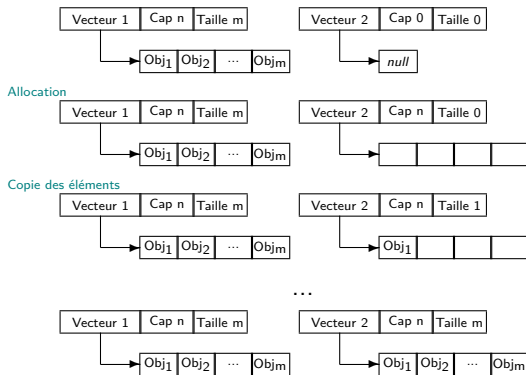 Vecteur 1 Cap n Taille m Vecteur 2 Cap 0 Taille 0
Obj1 Obj2 ... Objm null
Allocation
Vecteur 1 Cap n Taille m Vecteur 2 Cap n Taille 0
Obj1 Obj2 ... Objm
Copie des éléments
Vecteur 1 Cap n Taille m Vecteur 2 Cap n Taille 1
Obj1 Obj2 ... Objm Obj1
...
Vecteur 1 Cap n Taille m Vecteur 2 Cap n Taille m
Obj1 Obj2 ... Objm Obj1 Obj2 ... Objm